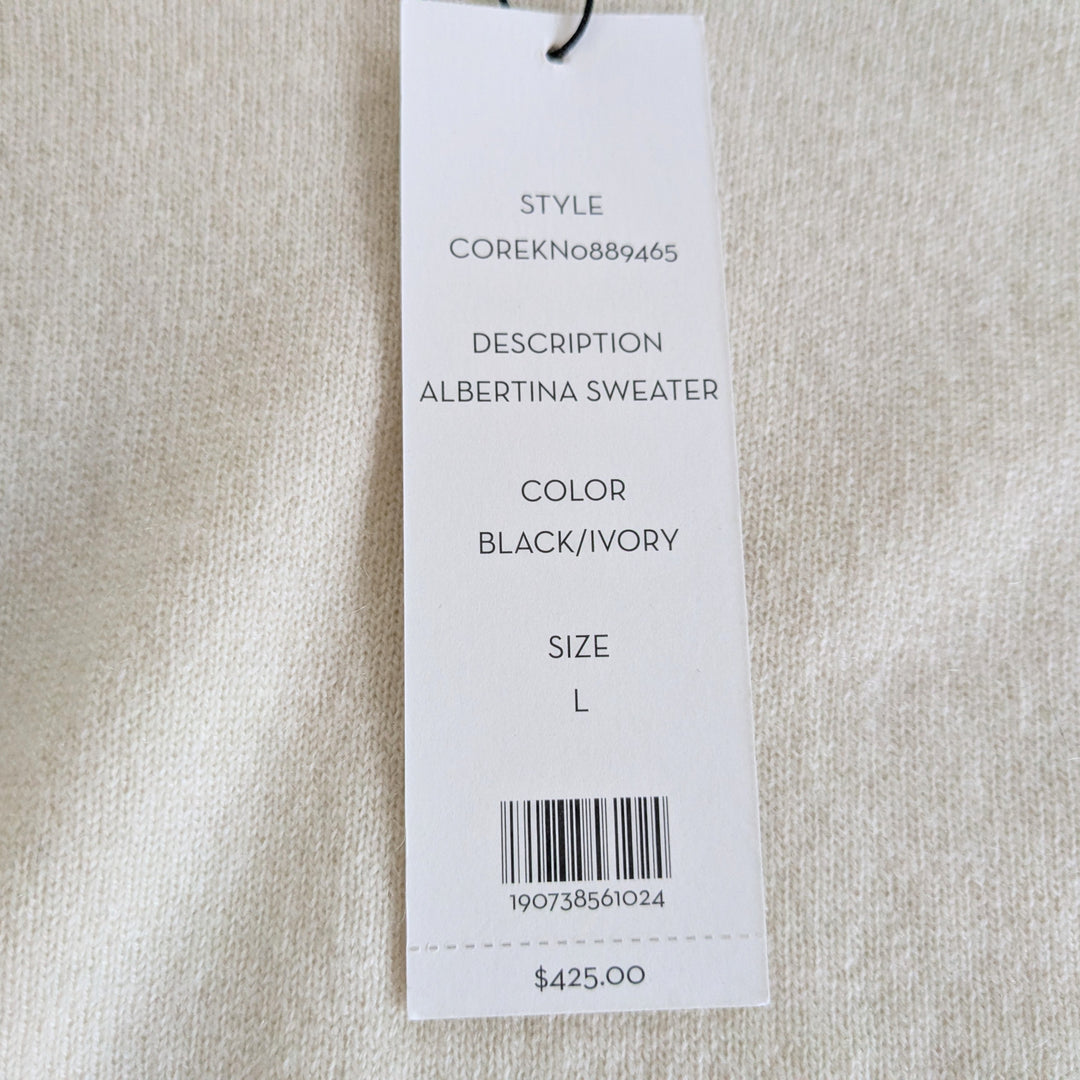 STYLE
COREKN0889465
DESCRIPTION
ALBERTINA SWEATER
COLOR
BLACK/IVORY
SIZE
L
190738561024
$425.00